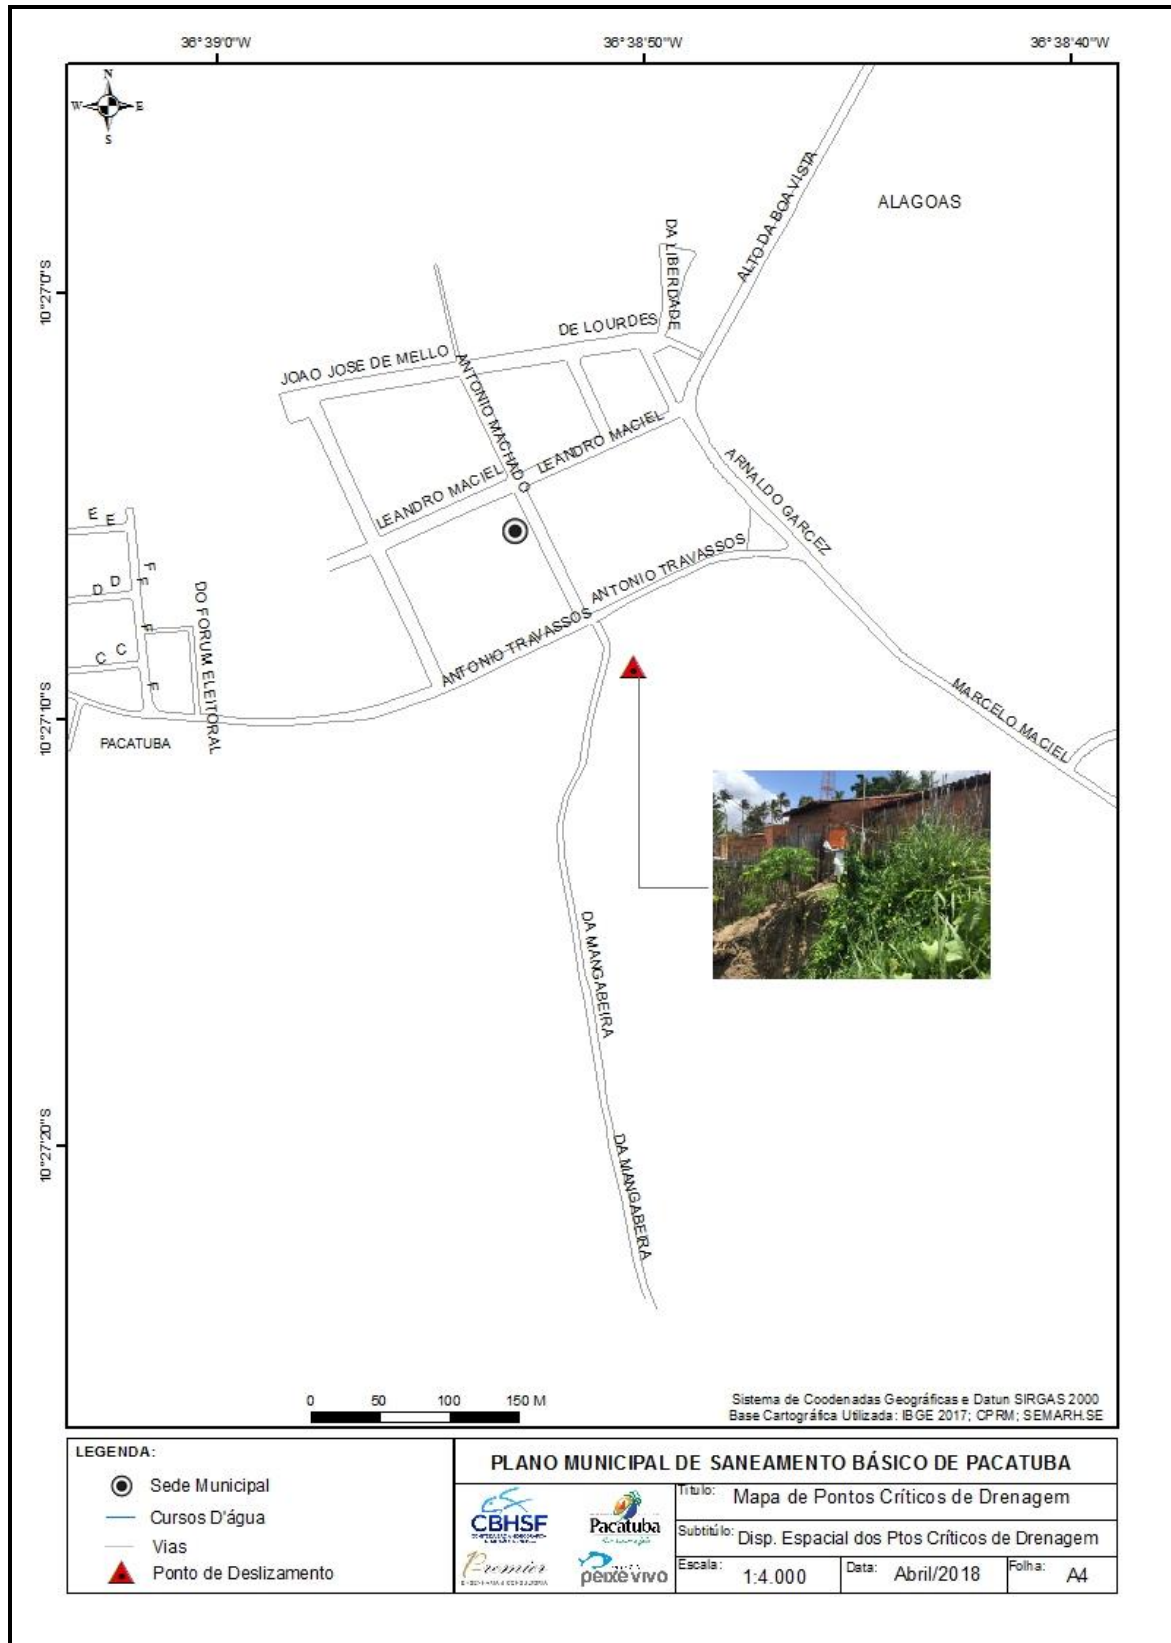 36°39'0"W
36°38'50"W
36°38'40"W
N
W E
S
ALAGOAS
ALTO DA BOA VISTA
DA LIBERDADE
10°27'0"S
DE LOURDES
JOAO JOSE DE MELLO
ANTONIO MACHADO
LEANDRO MACIEL
LEANDRO MACIEL
ARNALDO GARCEZ
E E
F
D D F
ANTONIO TRAVASSOS
DO FORUM ELEITORAL
F
ANTONIO TRAVASSOS
C C
F
MARCELO MACIEL
10°27'10"S
PACATUBA
DA MANGABEIRA
10°27'20"S
DA MANGABEIRA
0 50 100 150 M
Sistema de Coodenadas Geográficas e Datun SIRGAS 2000
Base Cartográfica Utilizada: IBGE 2017; CPRM; SEMARH.SE
LEGENDA:
Sede Municipal
Cursos D'água
Vias
Ponto de Deslizamento
PLANO MUNICIPAL DE SANEAMENTO BÁSICO DE PACATUBA
CBHSF
Pacatuba
Premier
peixe vivo
Titulo: Mapa de Pontos Críticos de Drenagem
Subtitúlo: Disp. Espacial dos Ptos Críticos de Drenagem
Escala: 1:4.000
Data: Abril/2018
Folha: A4